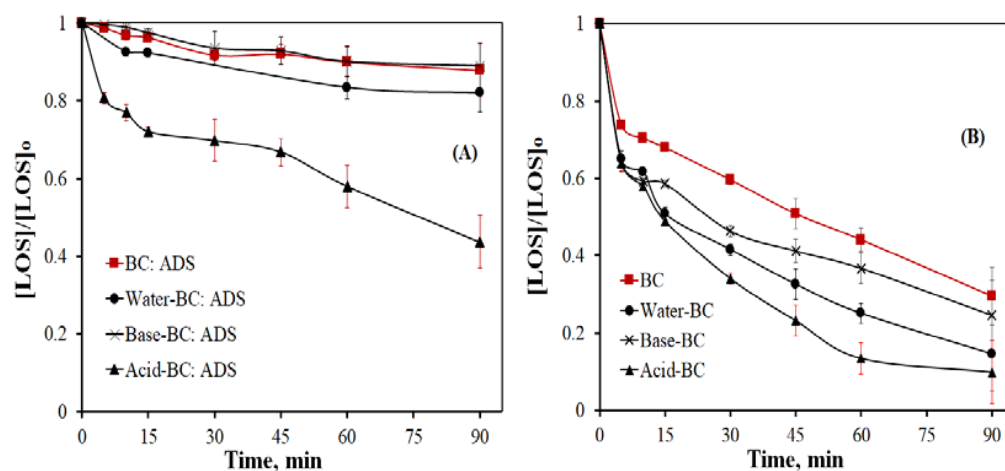 [LOS]/[LOS]o
1
0.8
0.6
0.4
0.2
0
(A)
BC: ADS
Water-BC: ADS
Base-BC: ADS
Acid-BC: ADS
0 15 30 45 60 75 90
Time, min
[LOS]/[LOS]o
1
0.8
0.6
0.4
0.2
0
(B)
BC
Water-BC
Base-BC
Acid-BC
0 15 30 45 60 75 90
Time, min